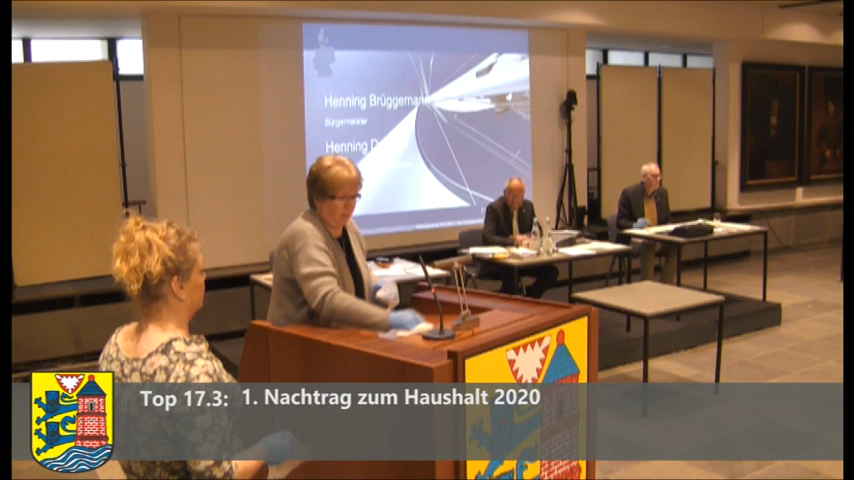 Henning Brüggemann
Bürgermeister
Henning D
Top 17.3: 1. Nachtrag zum Haushalt 2020